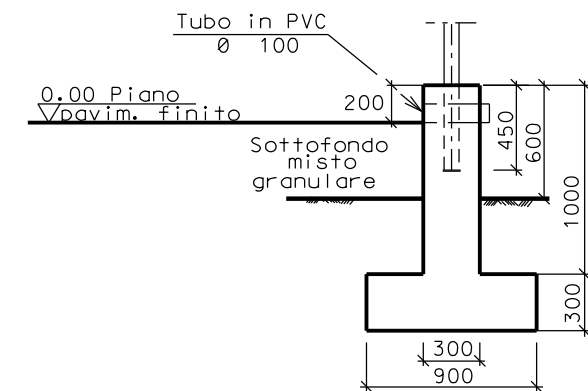 Tubo in PVC
Ø 100
0.00 Piano
pavim. finito
200
450
600
1000
Sottofondo
misto
granulare
300
300
900